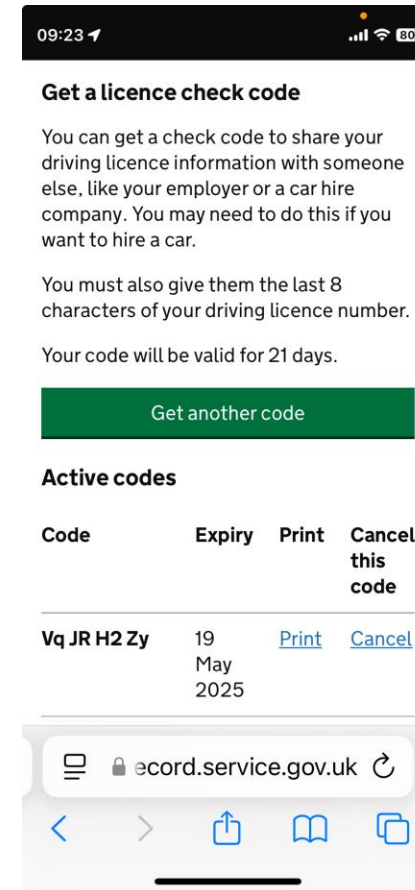 09:23
80
Get a licence check code
You can get a check code to share your
driving licence information with someone
else, like your employer or a car hire
company. You may need to do this if you
want to hire a car.
You must also give them the last 8
characters of your driving licence number.
Your code will be valid for 21 days.
Get another code
Active codes
Code Expiry Print Cancel
this
code
Vq JR H2 Zy 19 Print Cancel
May
2025
ecord.service.gov.uk